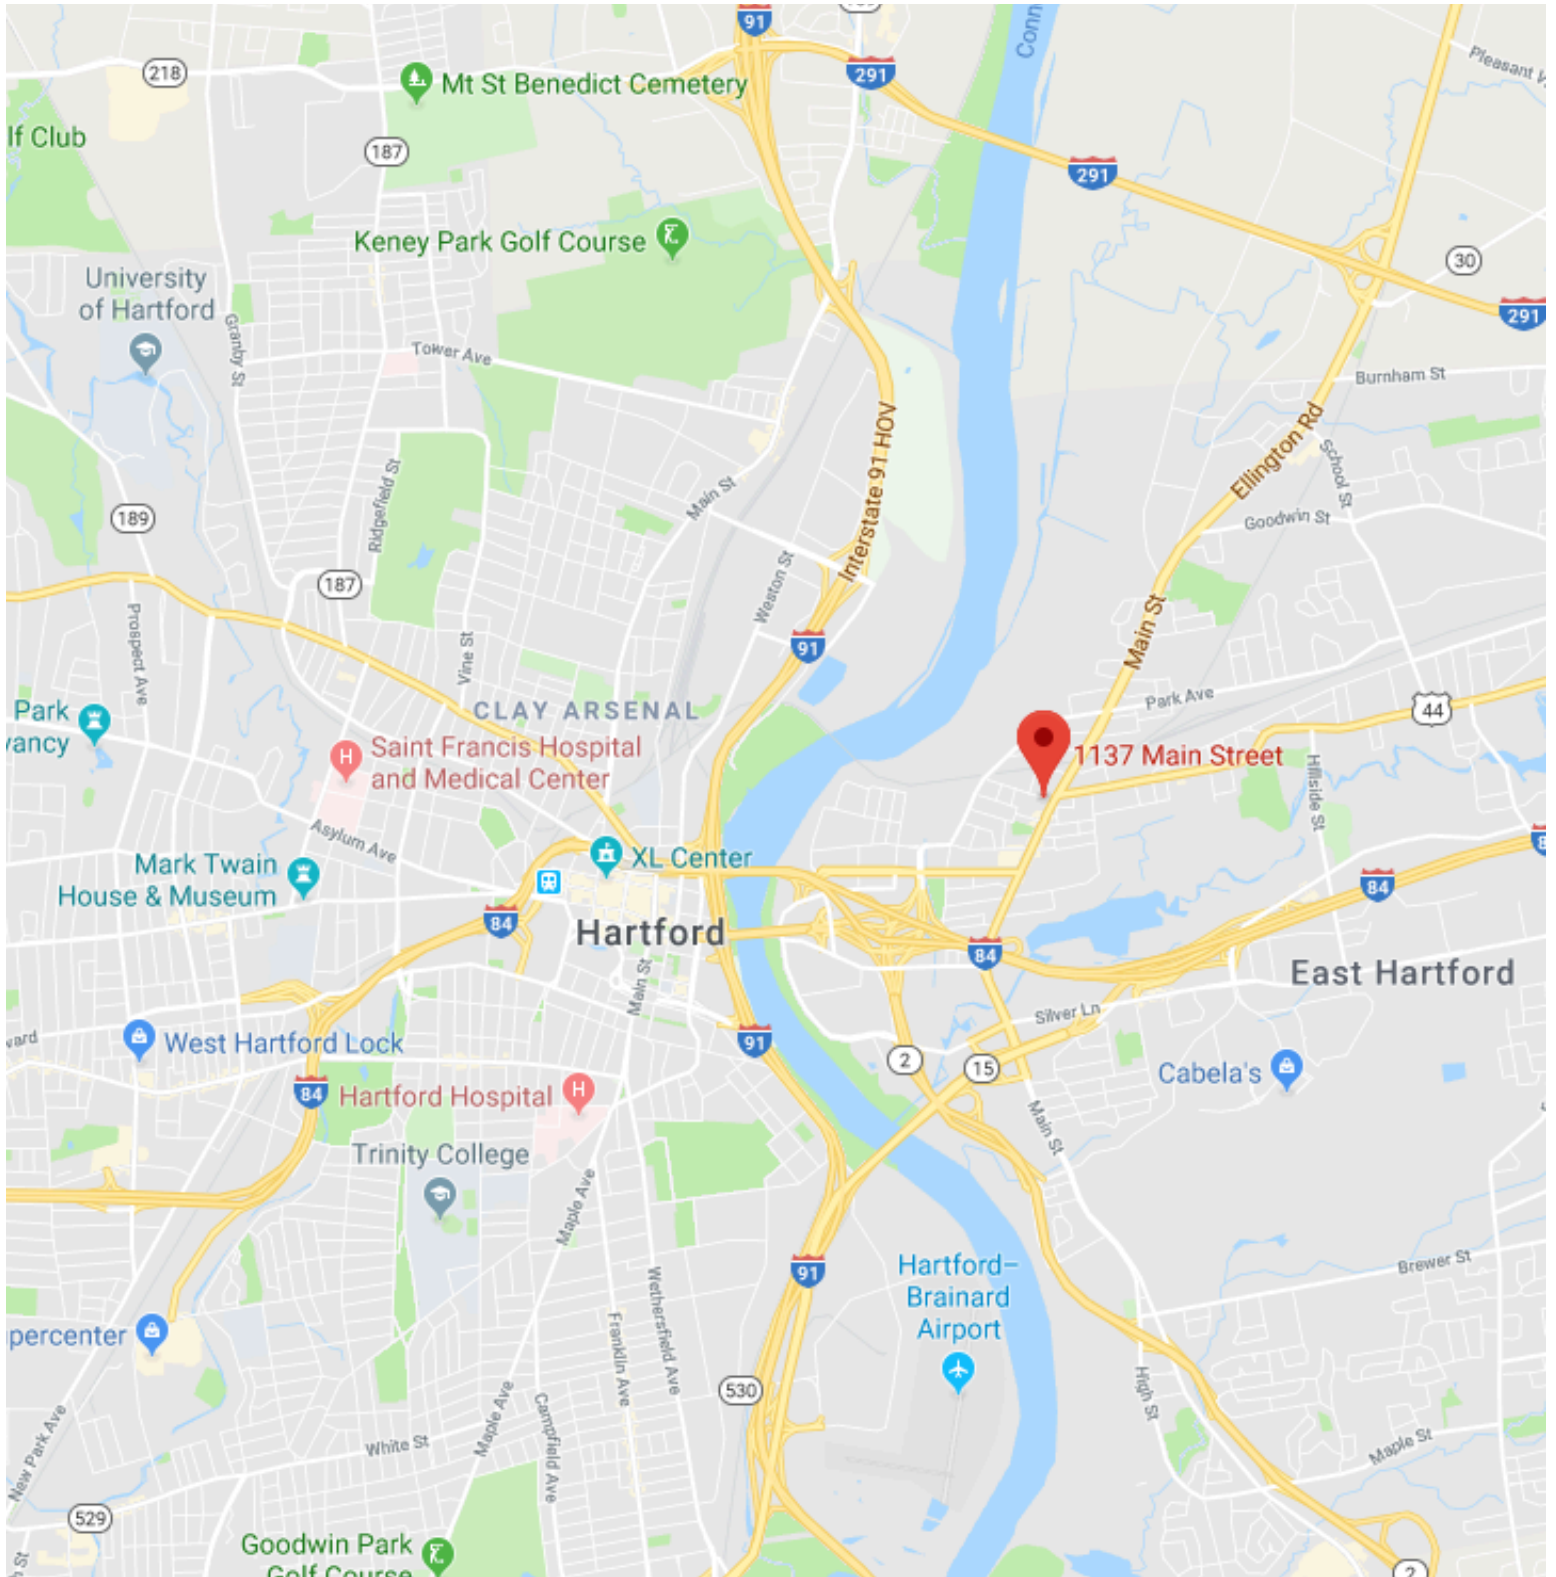 91
218
291
Conn
Pleasant V
Mt St Benedict Cemetery
lf Club
187
291
Keney Park Golf Course
30
University
of Hartford
291
Granby St
Tower Ave
Burnham St
Interstate 91 HOV
Ellington Rd
School St
Ridgefield St
Main St
Goodwin St
189
187
Weston St
Prospect Ave
Vine St
91
Main St
Park Ave
44
Park
vancy
CLAY ARSENAL
Saint Francis Hospital
and Medical Center
1137 Main Street
Hillside St
Asylum Ave
XL Center
Mark Twain
House & Museum
84
8
84
Hartford
84
East Hartford
Main St
Silver Ln
vard
West Hartford Lock
91
2
15
Cabela's
84
Hartford Hospital
Main St
Trinity College
Maple Ave
91
Hartford–
Brainard
Airport
Brewer St
Wethersfield Ave
Franklin Ave
percenter
530
High St
Maple Ave
Campfield Ave
White St
Maple St
New Park Ave
529
Goodwin Park
Golf Course
St
2